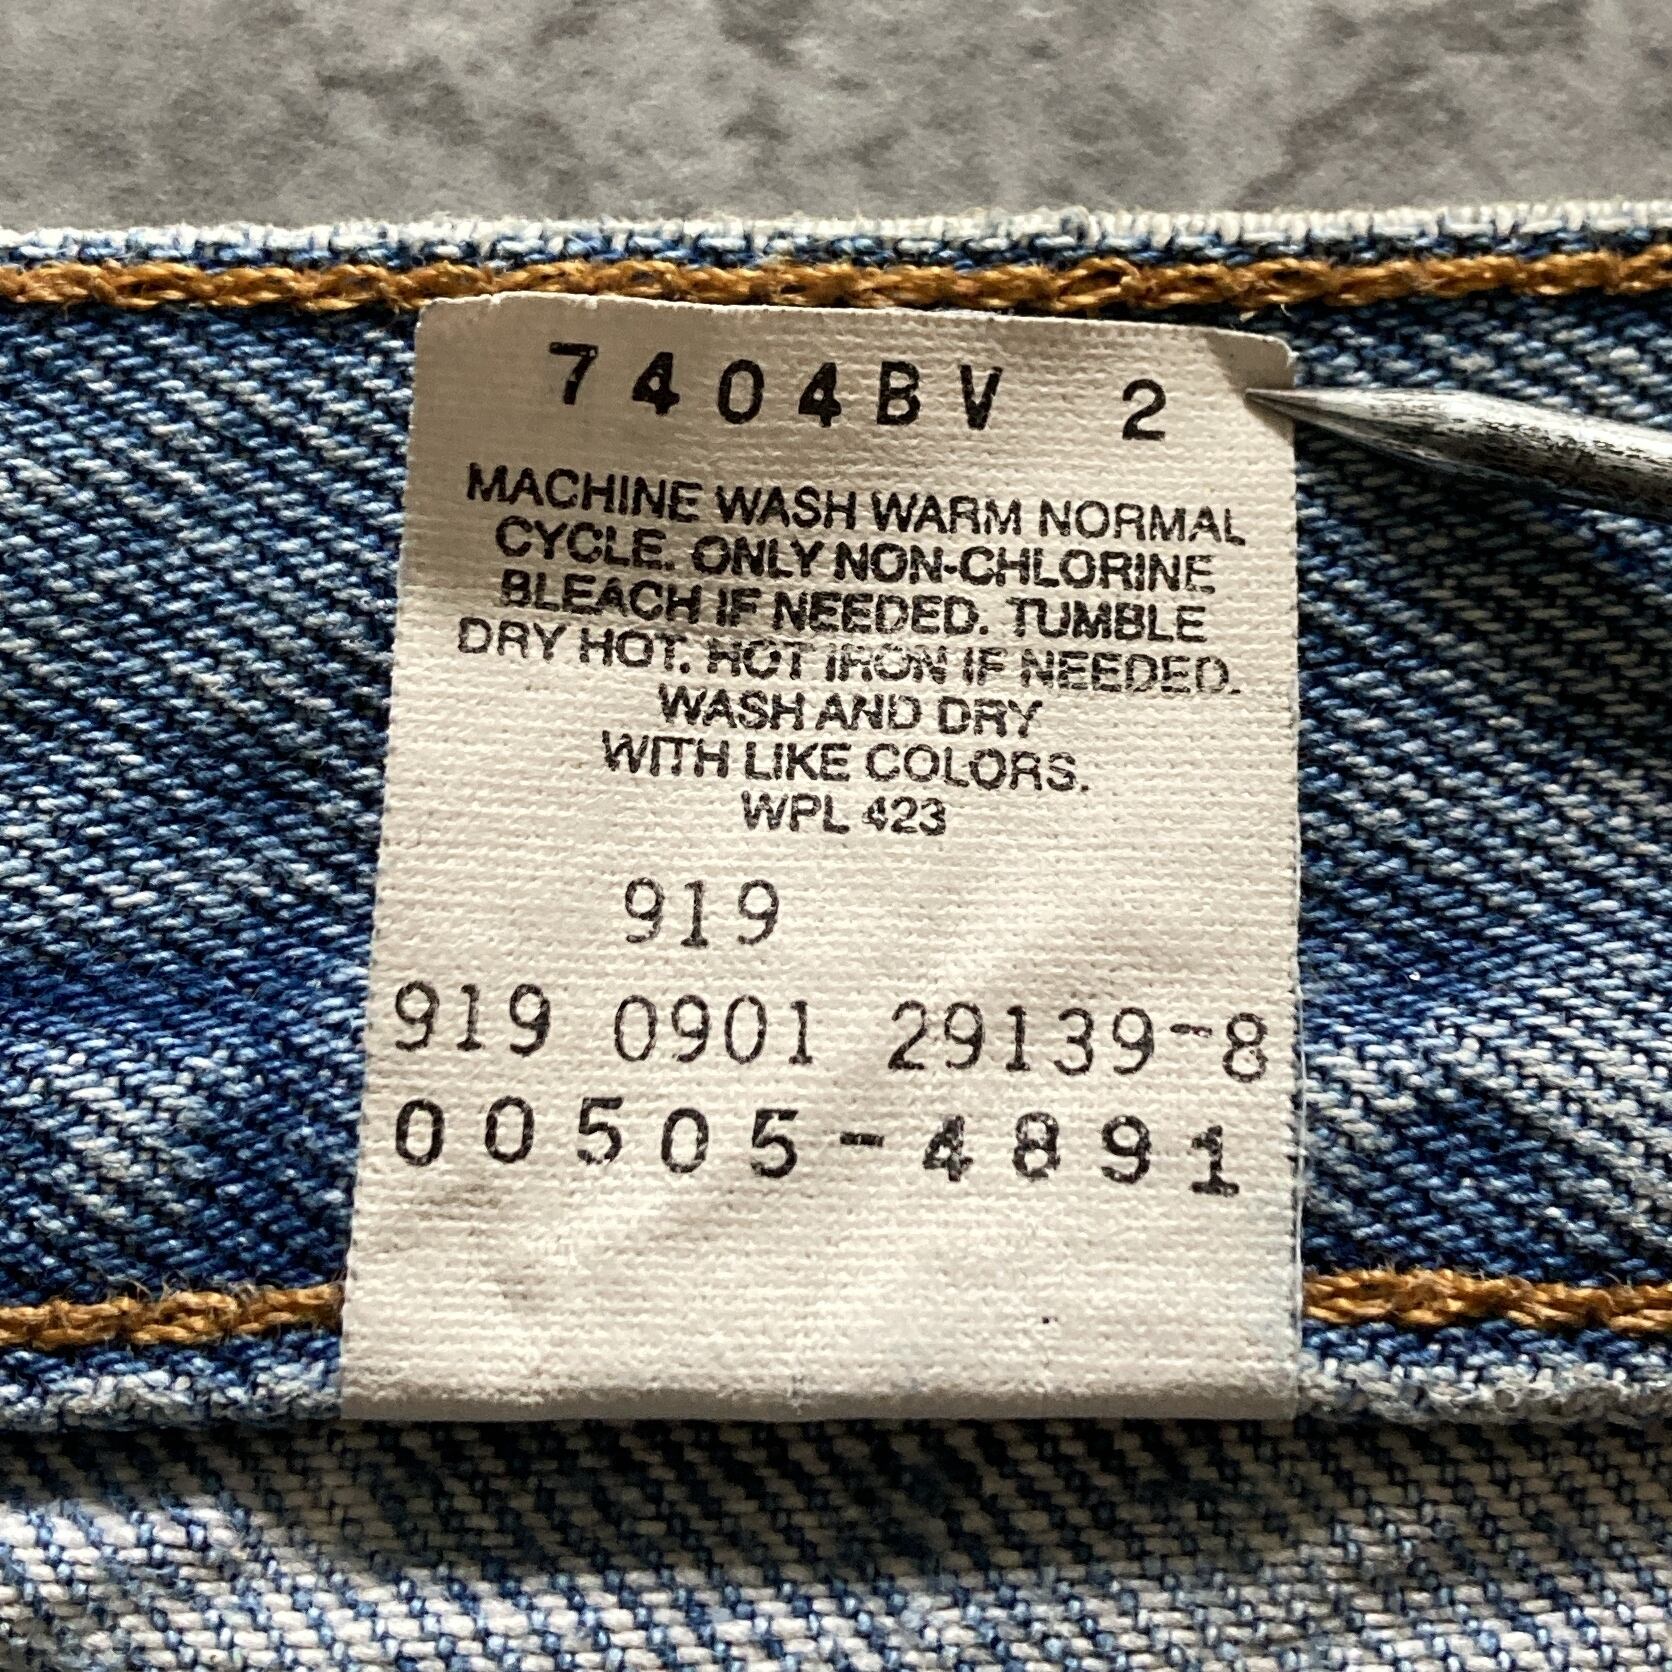 7404BV 2
MACHINE WASH WARM NORMAL
CYCLE. ONLY NON-CHLORINE
BLEACH IF NEEDED. TUMBLE
DRY HOT. HOT IRON IF NEEDED.
WASH AND DRY
WITH LIKE COLORS.
WPL 423
919
919 0901 29139-8
00505-4891